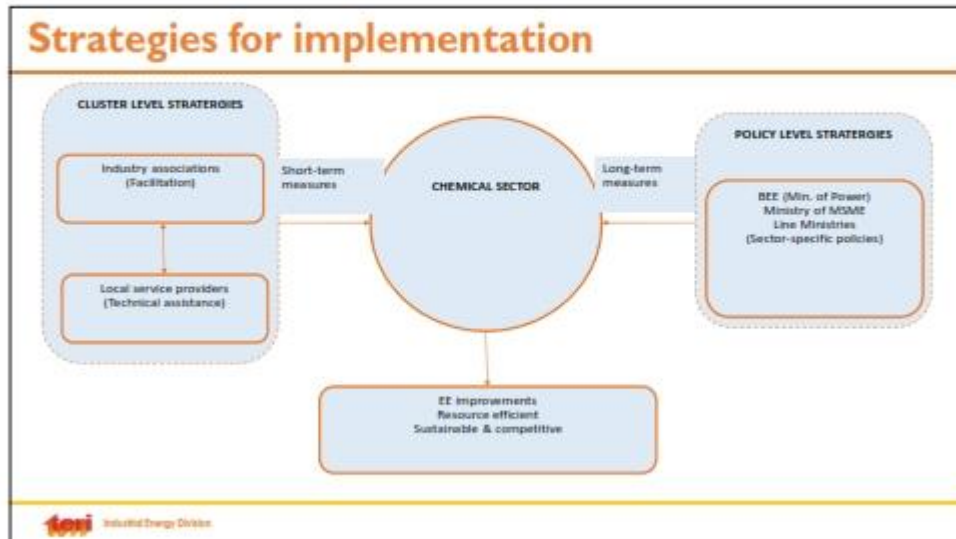 Strategies for implementation
CLUSTER LEVEL STRATERGIES
Industry associations
(Facilitation)
Local service providers
(Technical assistance)
Short-term
measures
CHEMICAL SECTOR
Long-term
measures
POLICY LEVEL STRATERGIES
BEE (Min. of Power)
Ministry of MSME
Line Ministries
(Sector-specific policies)
EE improvements
Resource efficient
Sustainable & competitive
teri Industrial Energy Division